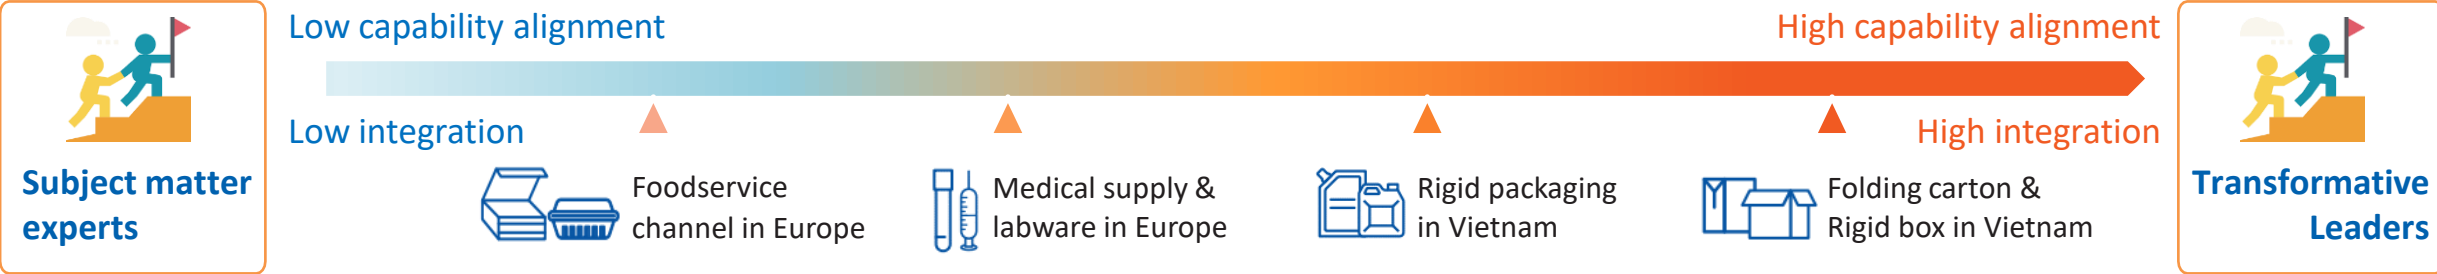 Low capability alignment
High capability alignment
Low integration
High integration
Subject matter
experts
Foodservice
channel in Europe
Medical supply &
labware in Europe
Rigid packaging
in Vietnam
Folding carton &
Rigid box in Vietnam
Transformative
Leaders